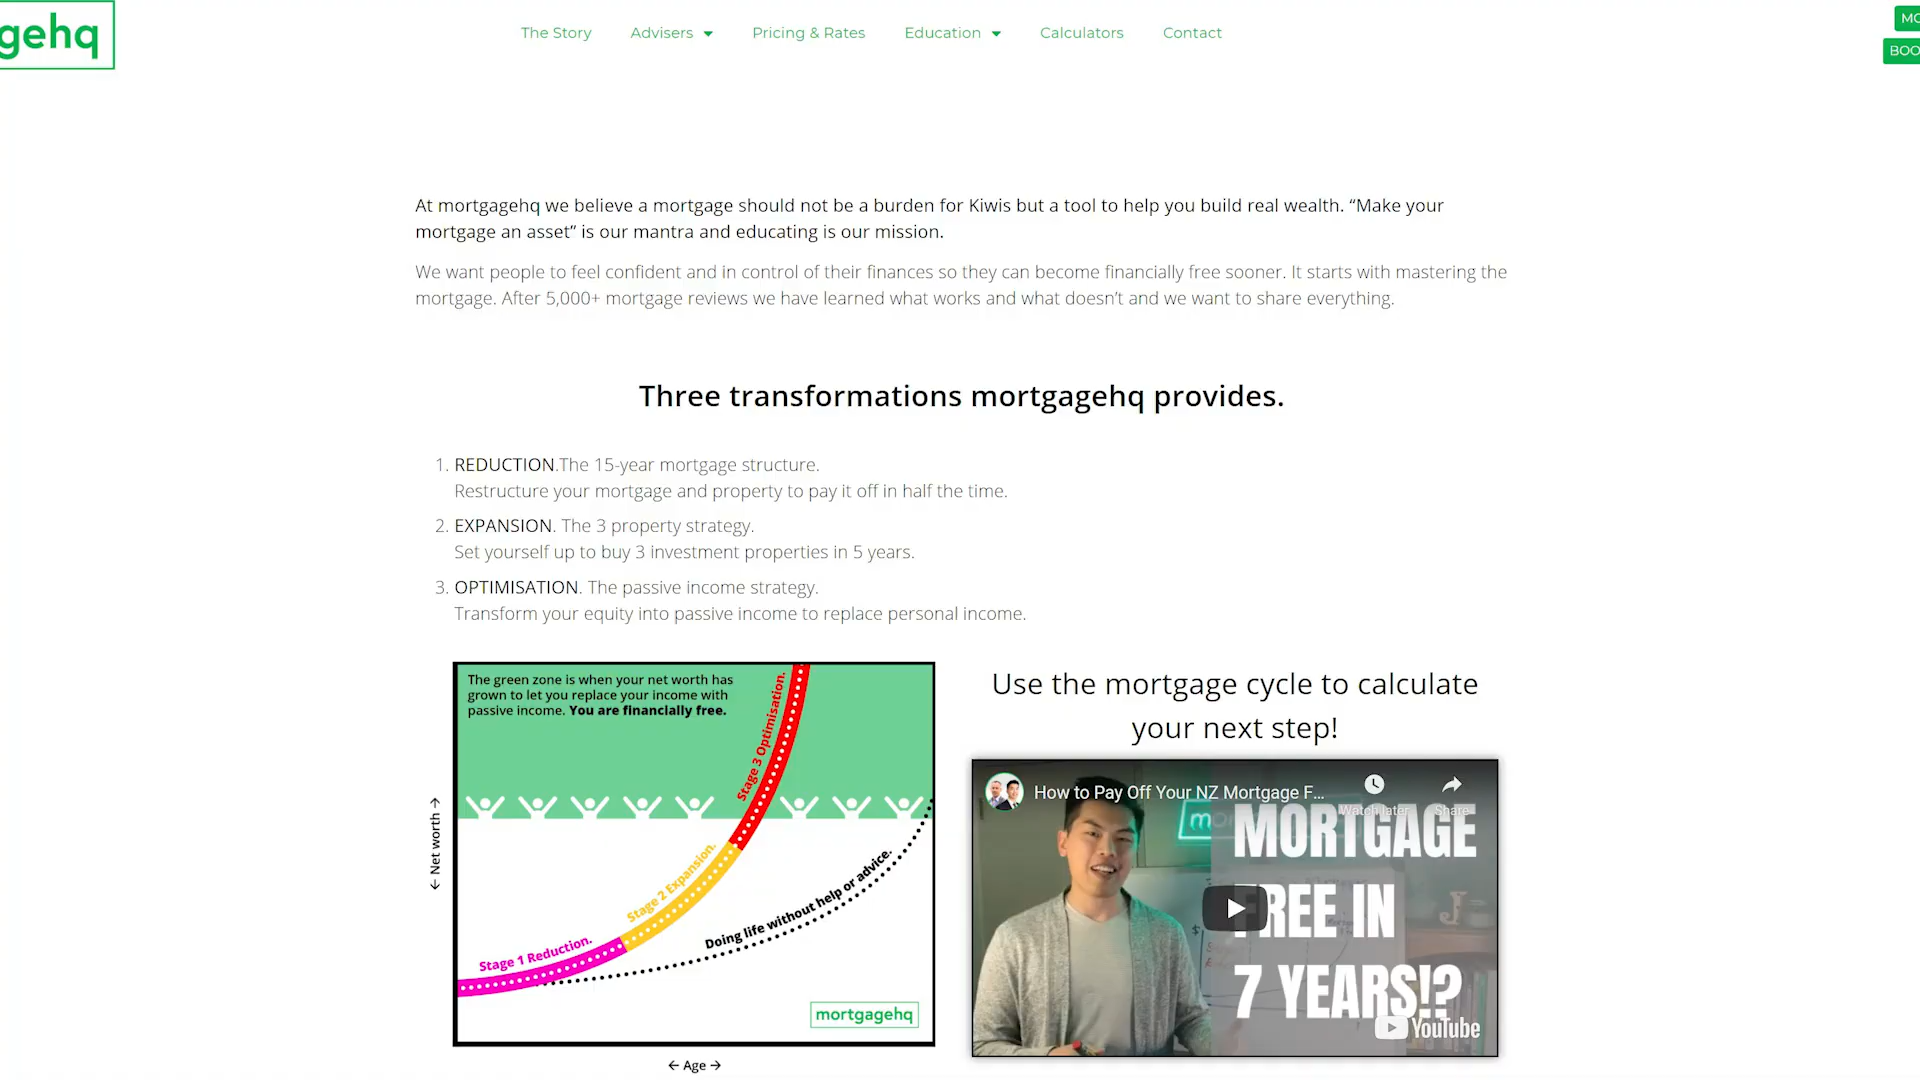 gehq
The Story
Advisers
Pricing & Rates
Education
Calculators
Contact
BOO
At mortgagehq we believe a mortgage should not be a burden for Kiwis but a tool to help you build real wealth. “Make your
mortgage an asset” is our mantra and educating is our mission.
We want people to feel confident and in control of their finances so they can become financially free sooner. It starts with mastering the
mortgage. After 5,000+ mortgage reviews we have learned what works and what doesn’t and we want to share everything.
Three transformations mortgagehq provides.
1. REDUCTION.The 15-year mortgage structure.
Restructure your mortgage and property to pay it off in half the time.
2. EXPANSION. The 3 property strategy.
Set yourself up to buy 3 investment properties in 5 years.
3. OPTIMISATION. The passive income strategy.
Transform your equity into passive income to replace personal income.
The green zone is when your net worth has
grown to let you replace your income with
passive income. You are financially free.
Stage 3 Optimisation.
Stage 2 Expansion.
Stage 1 Reduction.
Doing life without help or advice.
mortgagehq
← Net worth →
← Age →
Use the mortgage cycle to calculate
your next step!
How to Pay Off Your NZ Mortgage F...
Watch later
Share
MORTGAGE
FREE IN
7 YEARS!?
YouTube